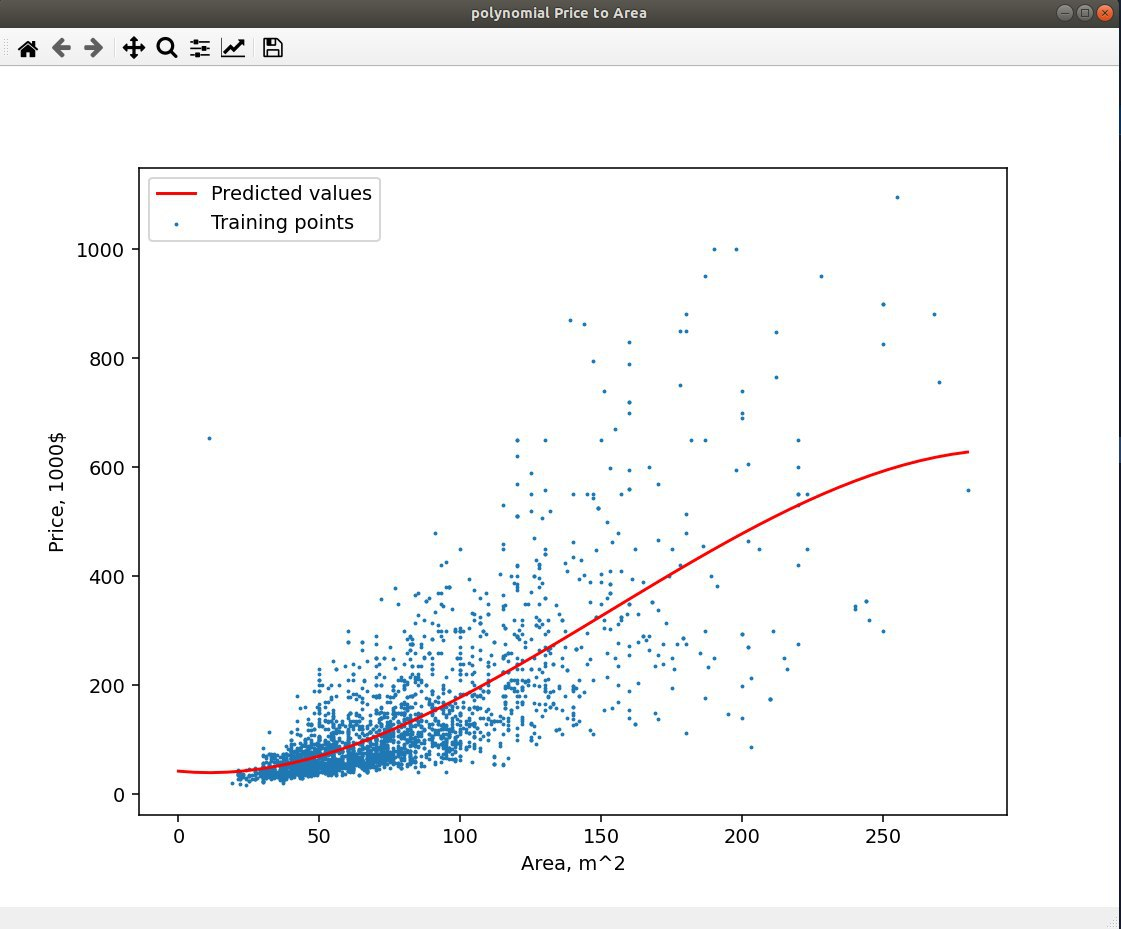 polynomial Price to Area
Predicted values
Training points
1000
800
600
400
200
0
Price, 1000$
0 50 100 150 200 250
Area, m^2